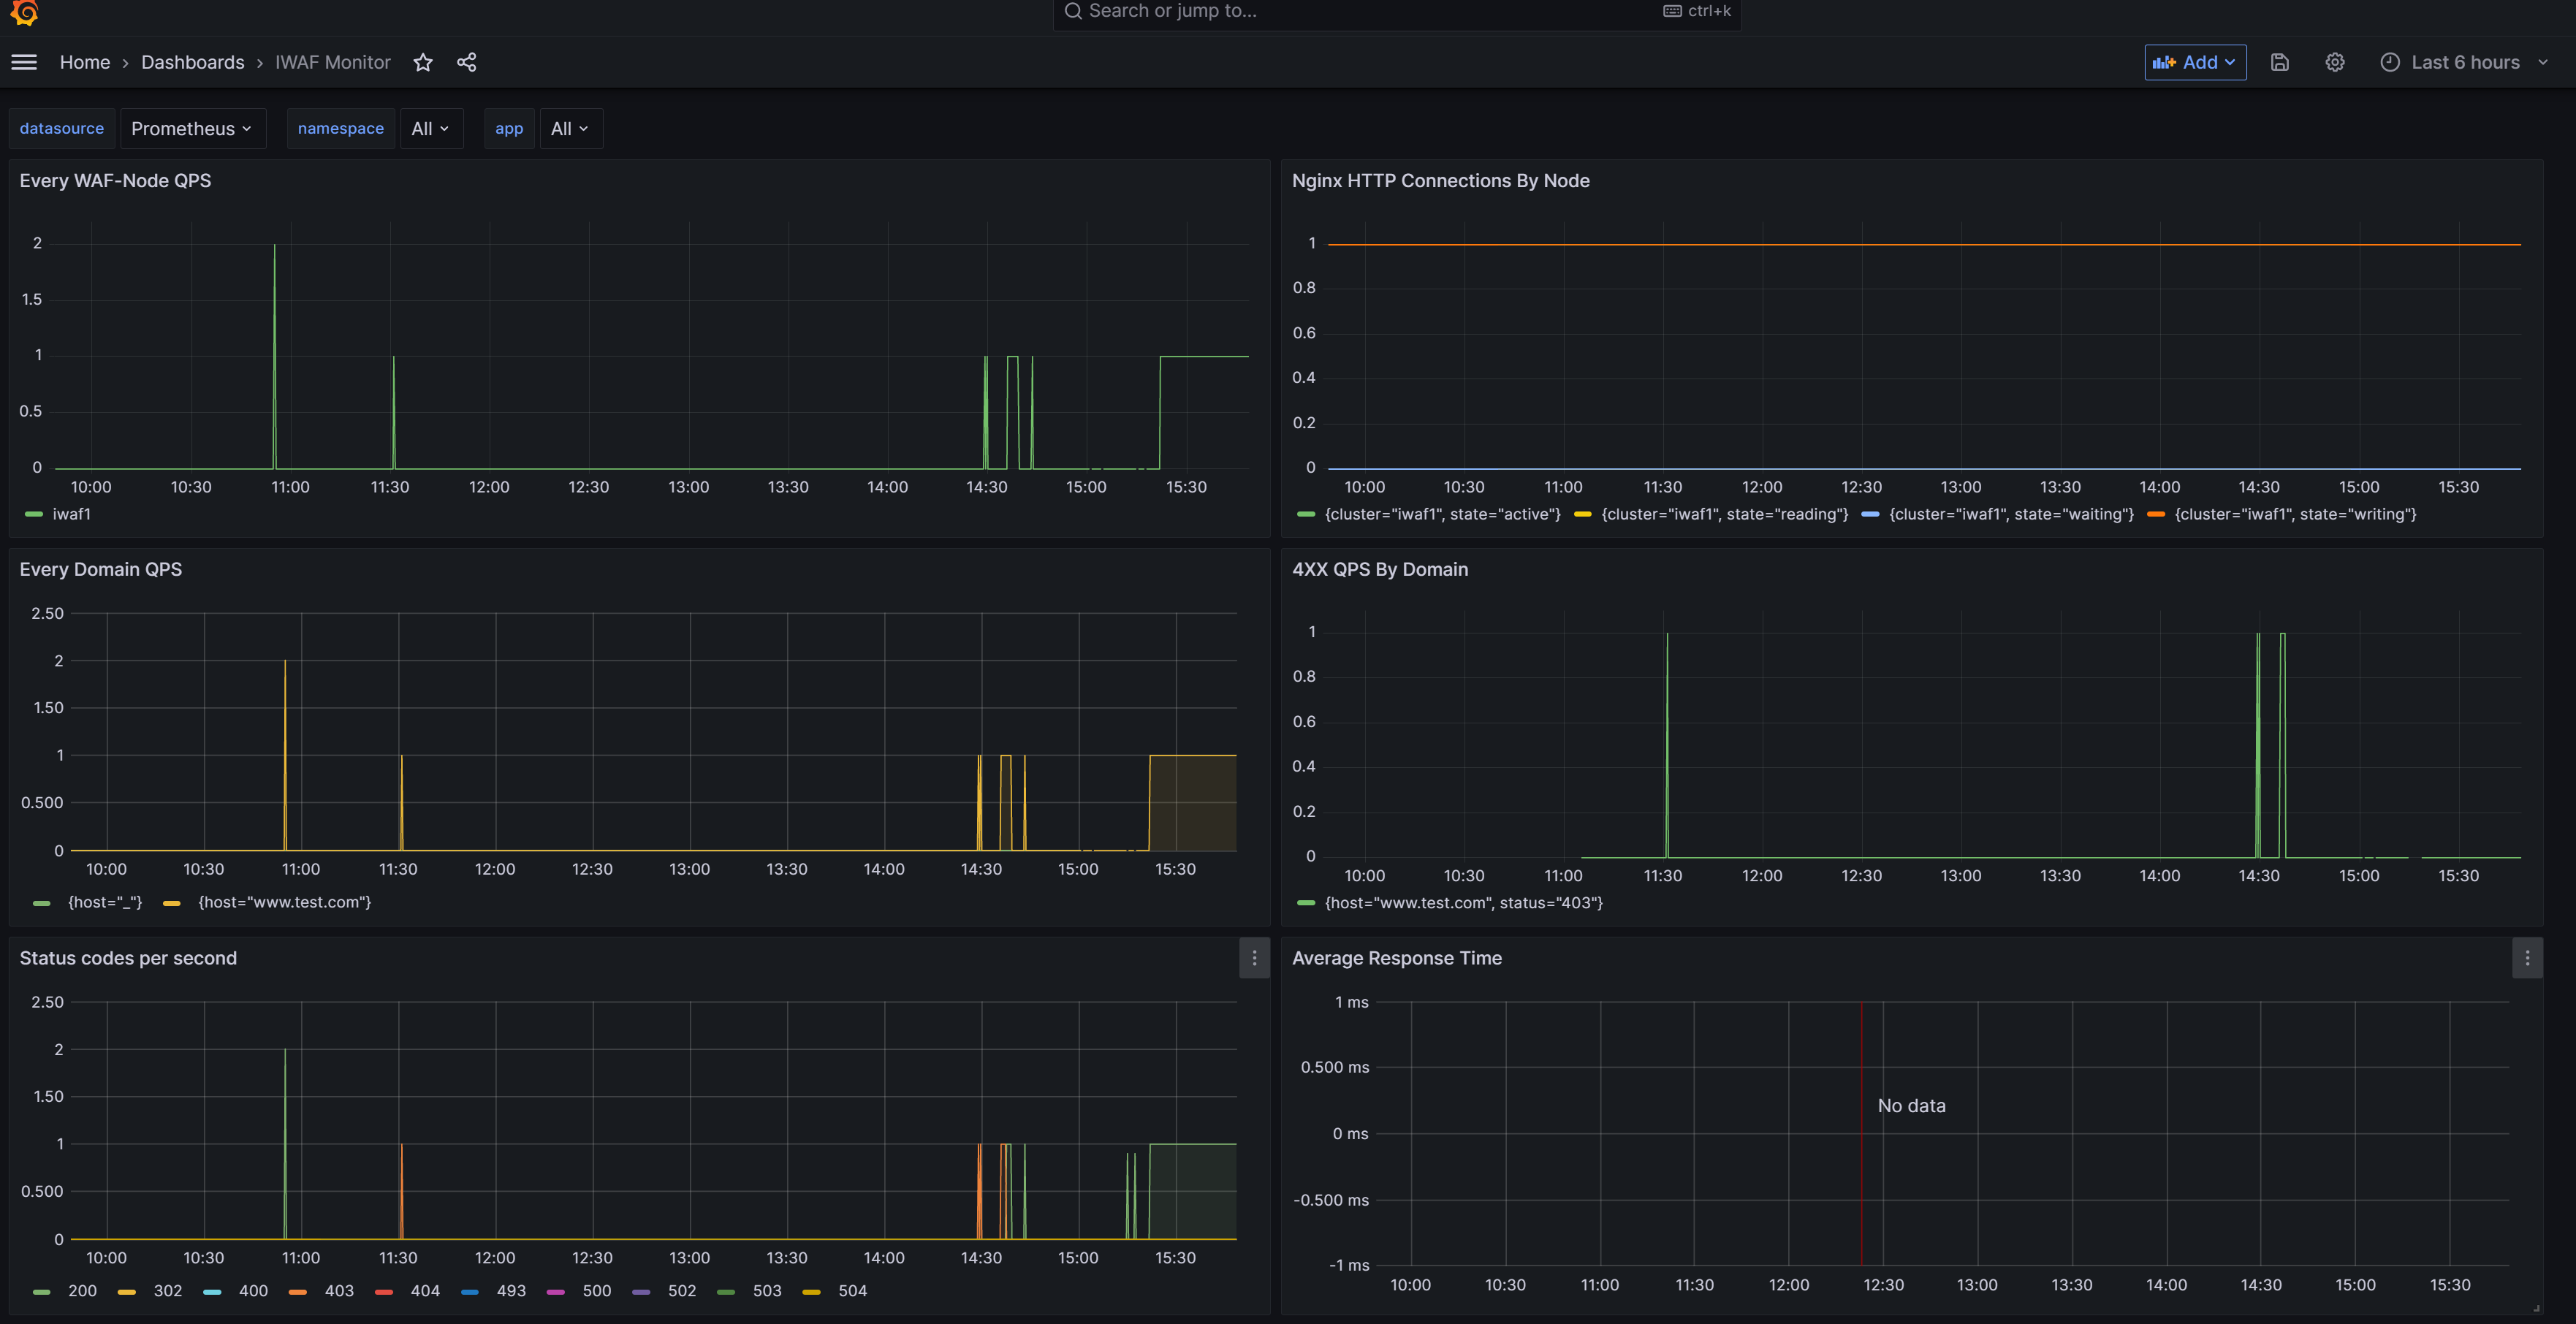 Search or jump to... ctrl+k
Home › Dashboards › IWAF Monitor Add Last 6 hours
datasource Prometheus namespace All app All
Every WAF-Node QPS
2
1.5
1
0.5
0
10:00 10:30 11:00 11:30 12:00 12:30 13:00 13:30 14:00 14:30 15:00 15:30
iwaf1
Nginx HTTP Connections By Node
1
0.8
0.6
0.4
0.2
0
10:00 10:30 11:00 11:30 12:00 12:30 13:00 13:30 14:00 14:30 15:00 15:30
{cluster="iwaf1", state="active"} {cluster="iwaf1", state="reading"} {cluster="iwaf1", state="waiting"} {cluster="iwaf1", state="writing"}
Every Domain QPS
2.50
2
1.50
1
0.500
0
10:00 10:30 11:00 11:30 12:00 12:30 13:00 13:30 14:00 14:30 15:00 15:30
{host="_"} {host="www.test.com"}
4XX QPS By Domain
1
0.8
0.6
0.4
0.2
0
10:00 10:30 11:00 11:30 12:00 12:30 13:00 13:30 14:00 14:30 15:00 15:30
{host="www.test.com", status="403"}
Status codes per second
2.50
2
1.50
1
0.500
0
10:00 10:30 11:00 11:30 12:00 12:30 13:00 13:30 14:00 14:30 15:00 15:30
200 302 400 403 404 493 500 502 503 504
Average Response Time
1 ms
0.500 ms
0 ms
-0.500 ms
-1 ms
No data
10:00 10:30 11:00 11:30 12:00 12:30 13:00 13:30 14:00 14:30 15:00 15:30